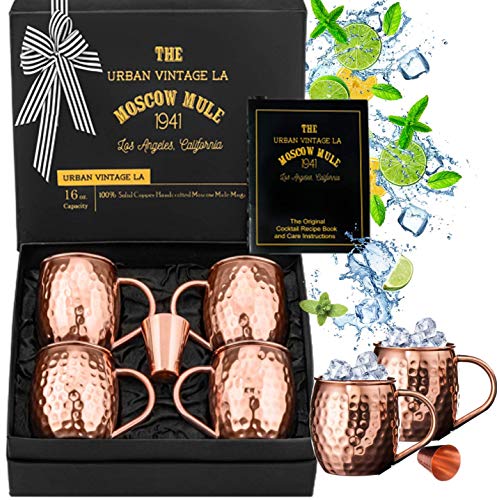 THE
URBAN VINTAGE LA
MOSCOW MULE
1941
Los Angeles, California
URBAN VINTAGE LA
16 oz.
Capacity
100% Solid Copper Handcrafted Moscow Mule Mugs
THE
URBAN VINTAGE LA
MOSCOW MULE
1941
Los Angeles, California
The Original
Cocktail Recipe Book
and Care Instructions